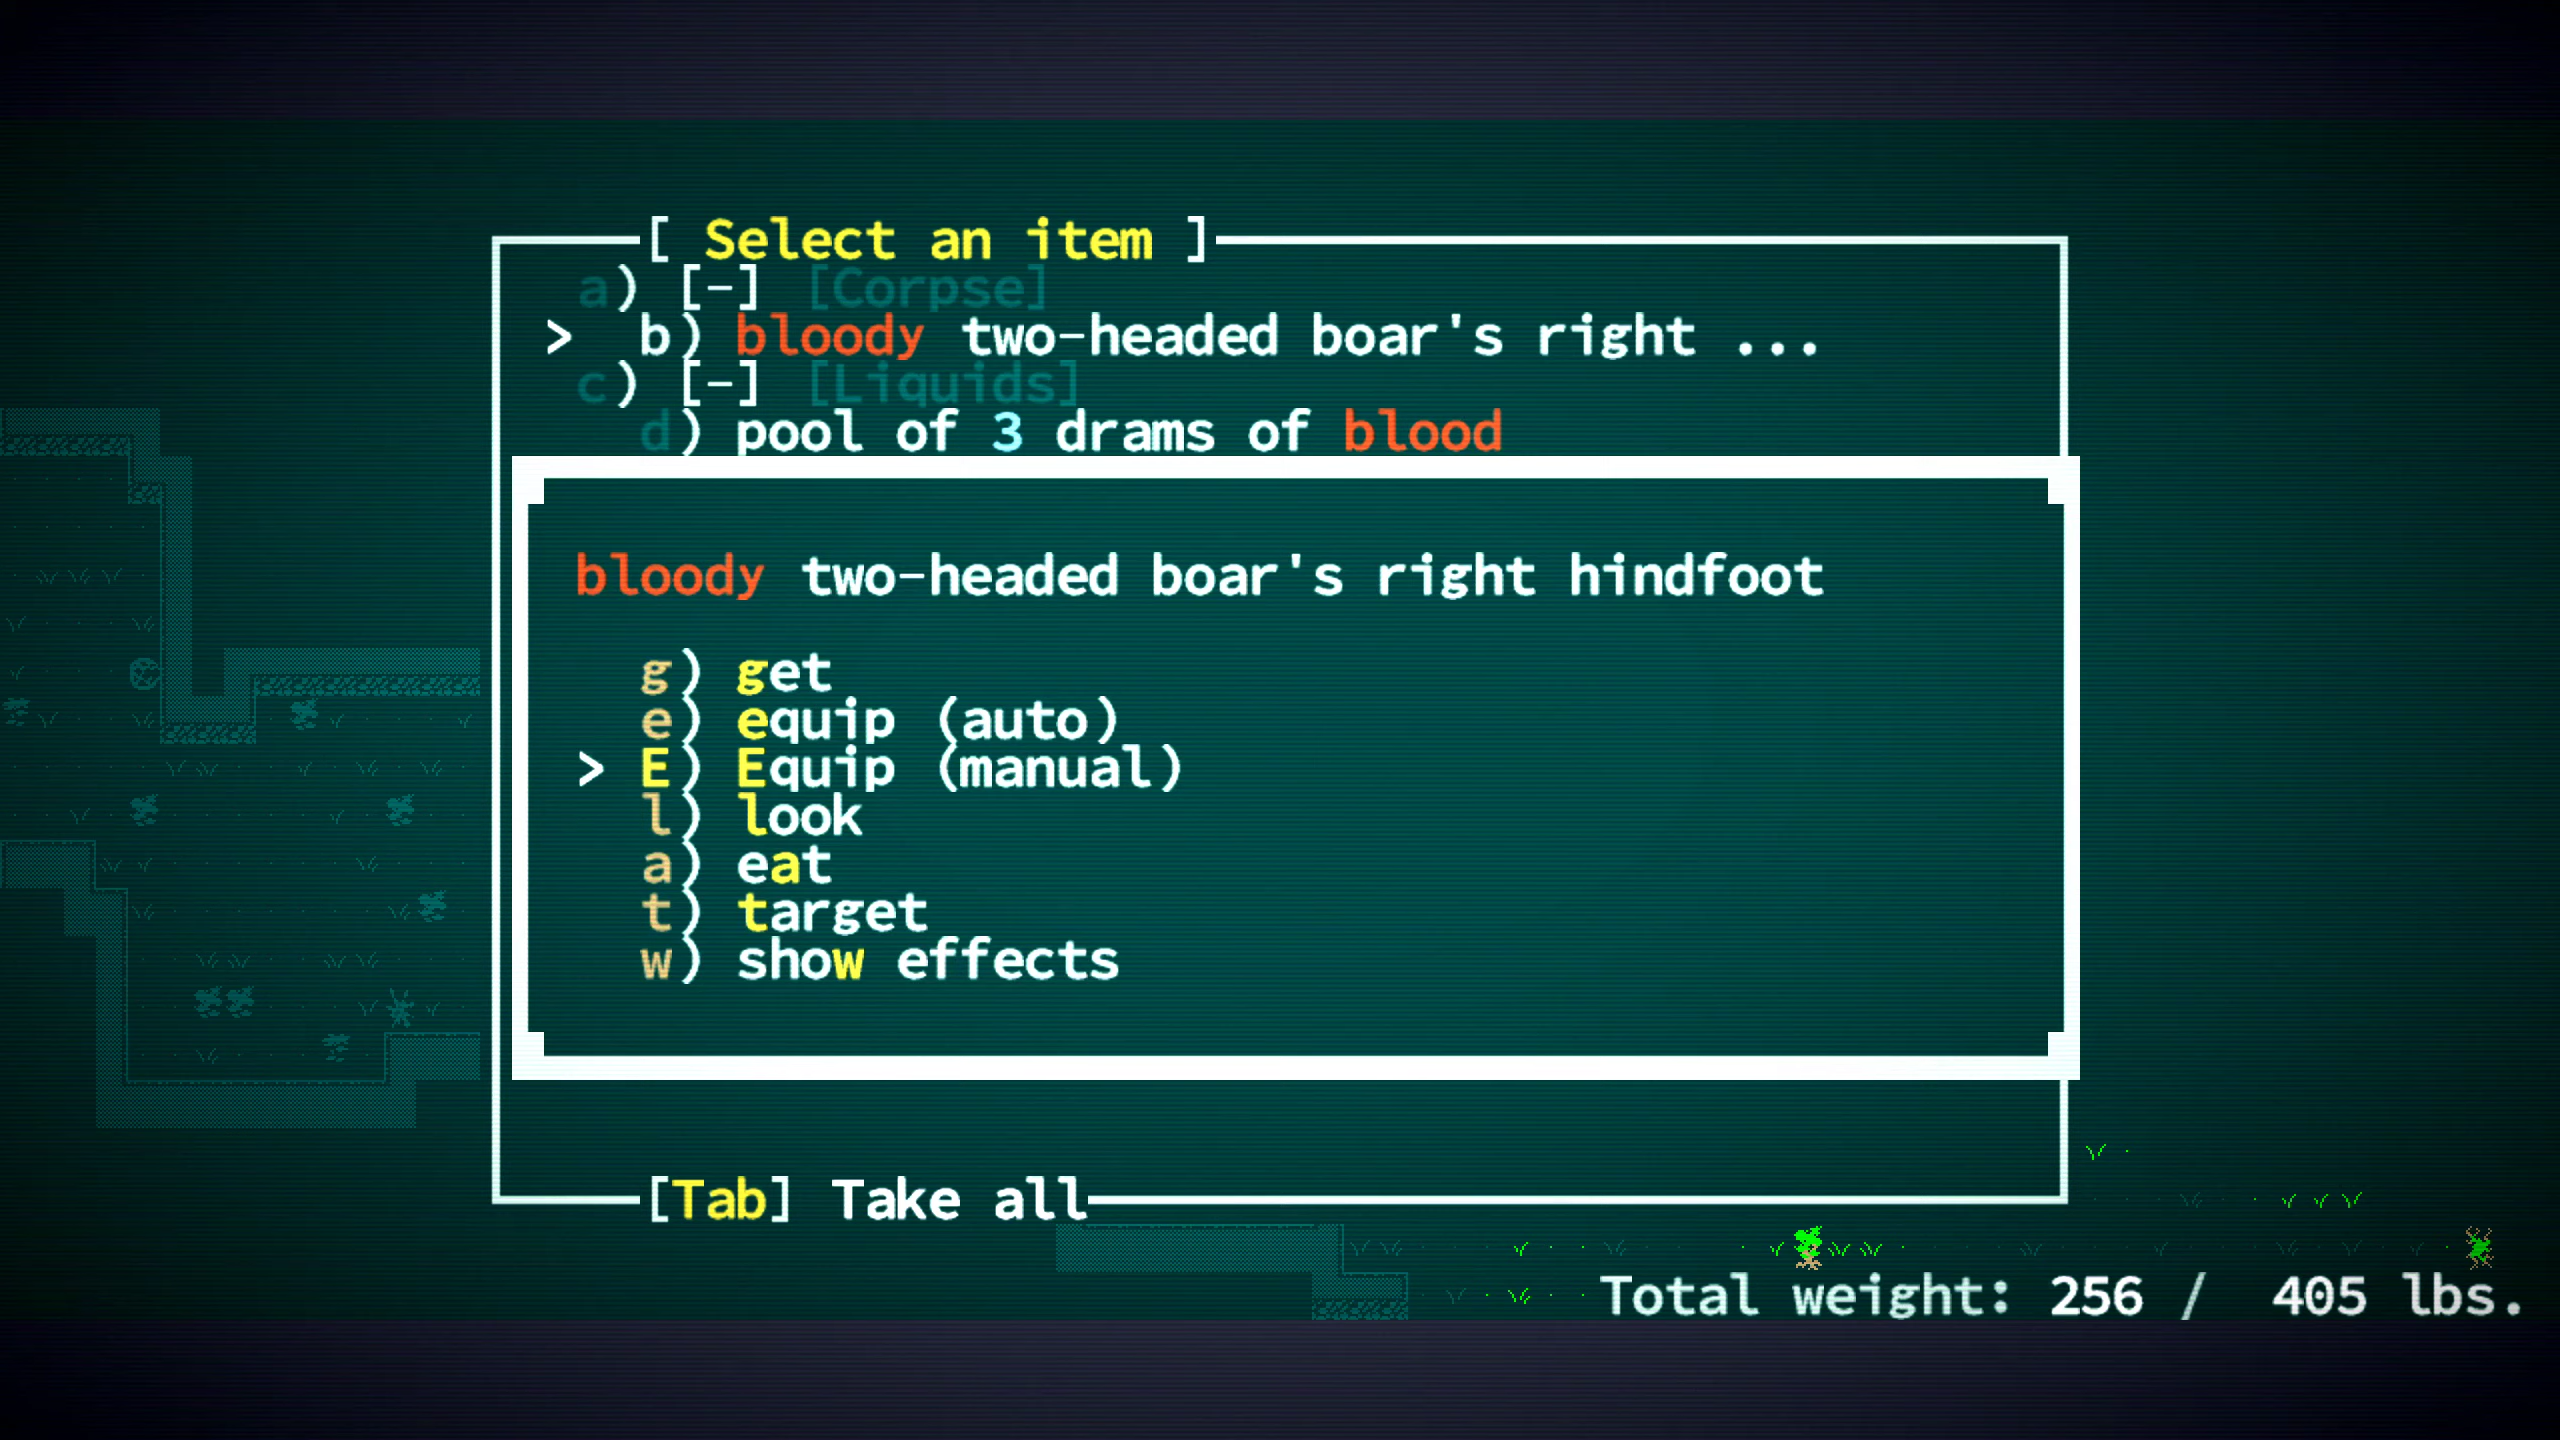 [ Select an item ]
a) [-] [Corpse]
> b) bloody two-headed boar's right ...
c) [-] [Liquids]
d) pool of 3 drams of blood
bloody two-headed boar's right hindfoot
g) get
e) equip (auto)
> E) Equip (manual)
l) look
a) eat
t) target
w) show effects
[Tab] Take all
Total weight: 256 / 405 lbs.